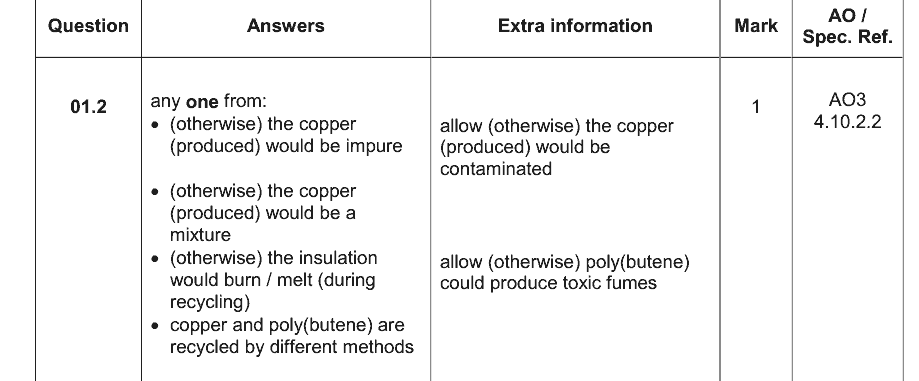 Question Answers Extra information Mark AO /
Spec. Ref.
01.2 any one from:
• (otherwise) the copper
(produced) would be impure
• (otherwise) the copper
(produced) would be a
mixture
• (otherwise) the insulation
would burn / melt (during
recycling)
• copper and poly(butene) are
recycled by different methods
allow (otherwise) the copper
(produced) would be
contaminated
allow (otherwise) poly(butene)
could produce toxic fumes
1
AO3
4.10.2.2